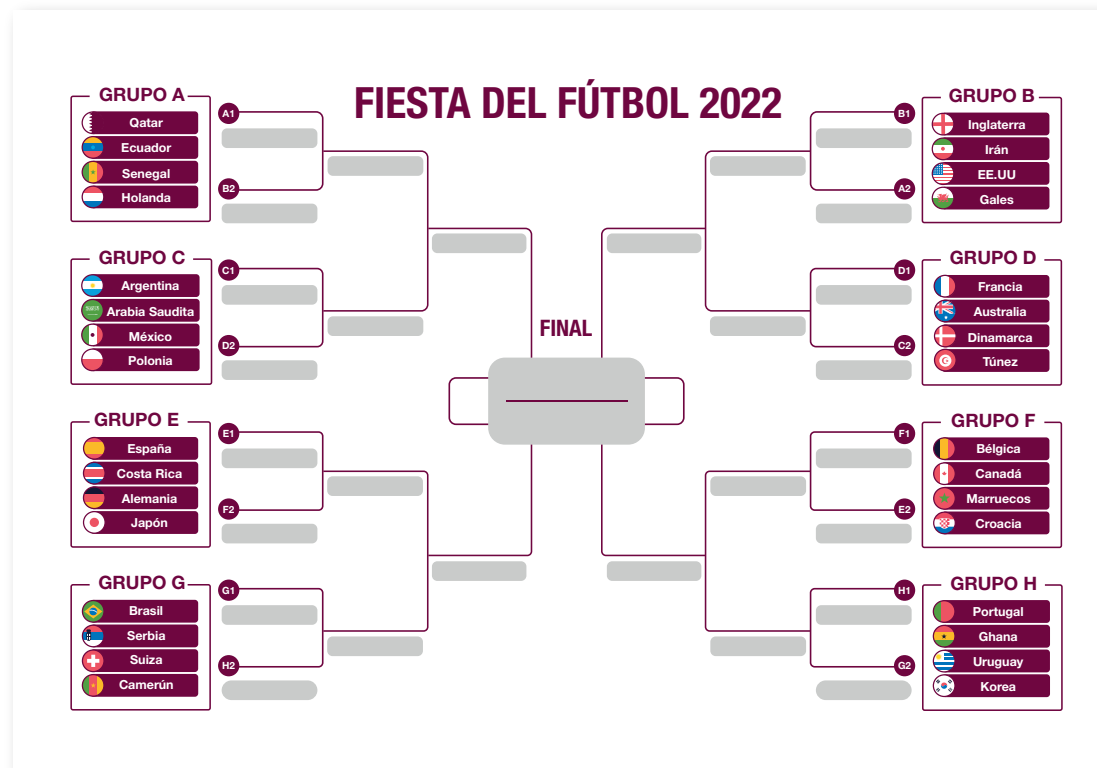 FIESTA DEL FÚTBOL 2022
GRUPO A
Qatar
Ecuador
Senegal
Holanda
A1
B2
GRUPO C
Argentina
Arabia Saudita
México
Polonia
C1
D2
GRUPO E
España
Costa Rica
Alemania
Japón
E1
F2
GRUPO G
Brasil
Serbia
Suiza
Camerún
G1
H2
FINAL
GRUPO B
Inglaterra
Irán
EE.UU
Gales
B1
A2
GRUPO D
Francia
Australia
Dinamarca
Túnez
D1
C2
GRUPO F
Bélgica
Canadá
Marruecos
Croacia
F1
E2
GRUPO H
Portugal
Ghana
Uruguay
Korea
H1
G2